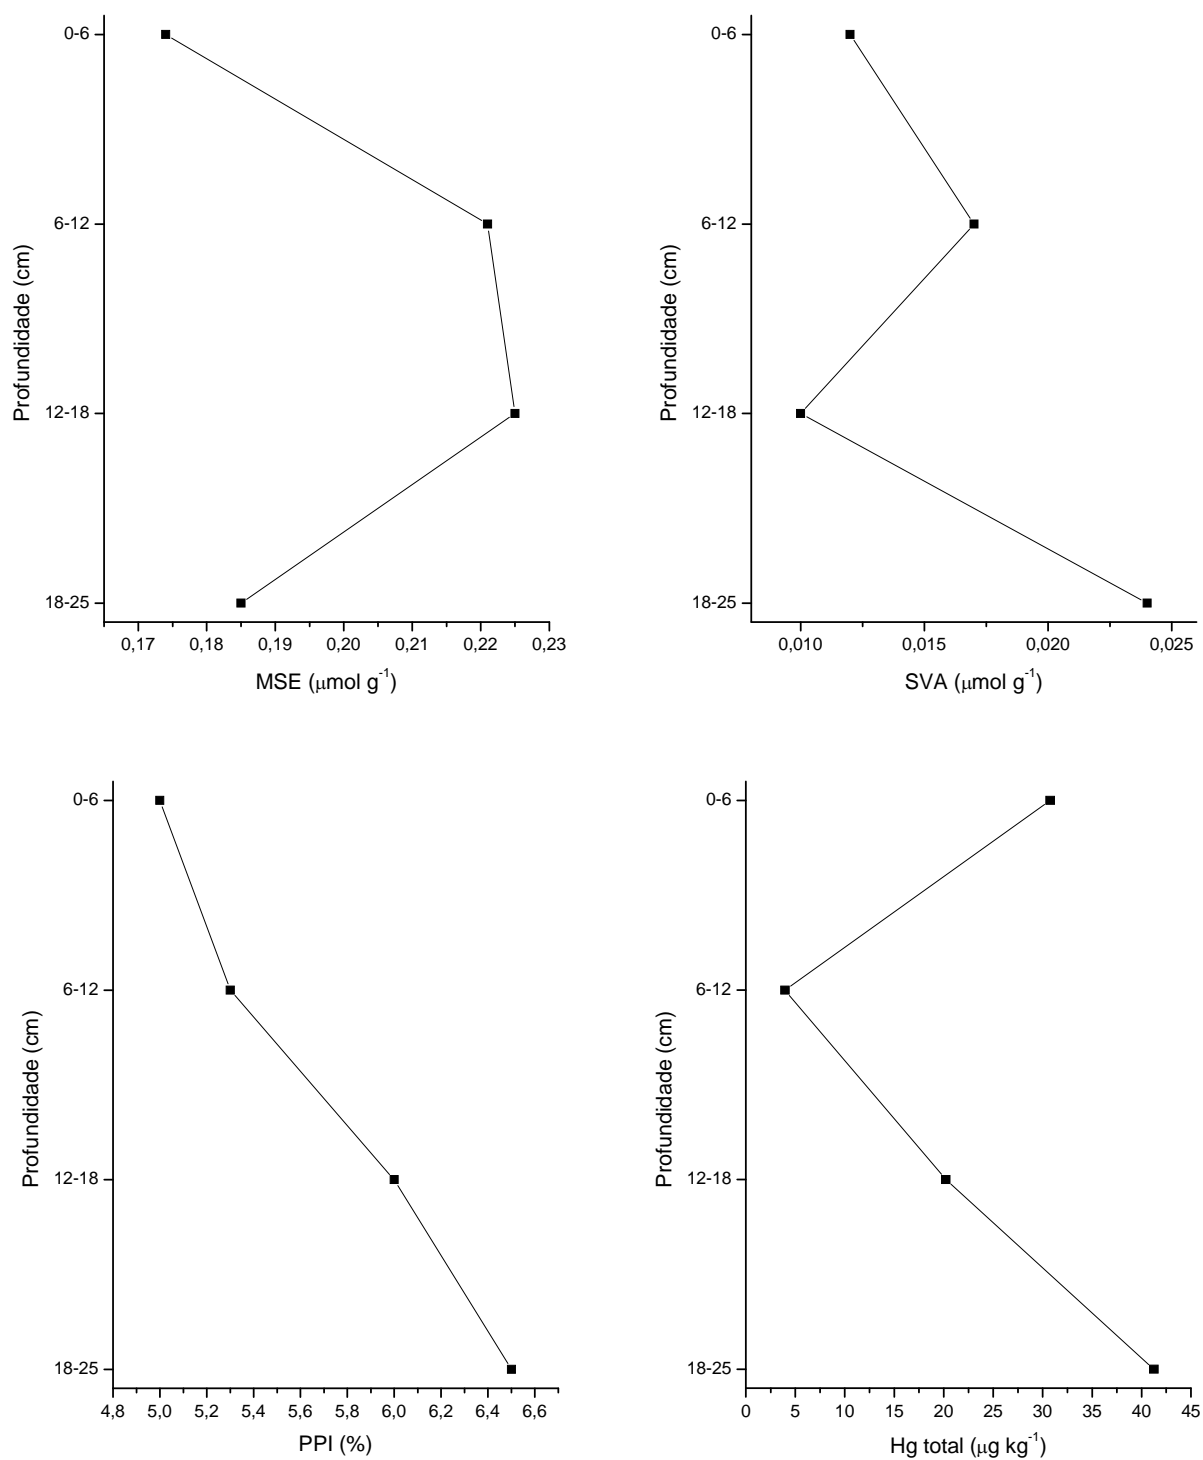 0-6
6-12
12-18
18-25
Profundidade (cm)
0,17 0,18 0,19 0,20 0,21 0,22 0,23
MSE (μmol g⁻¹)
0-6
6-12
12-18
18-25
Profundidade (cm)
0,010 0,015 0,020 0,025
SVA (μmol g⁻¹)
0-6
6-12
12-18
18-25
Profundidade (cm)
4,8 5,0 5,2 5,4 5,6 5,8 6,0 6,2 6,4 6,6
PPI (%)
0-6
6-12
12-18
18-25
Profundidade (cm)
0 5 10 15 20 25 30 35 40 45
Hg total (μg kg⁻¹)